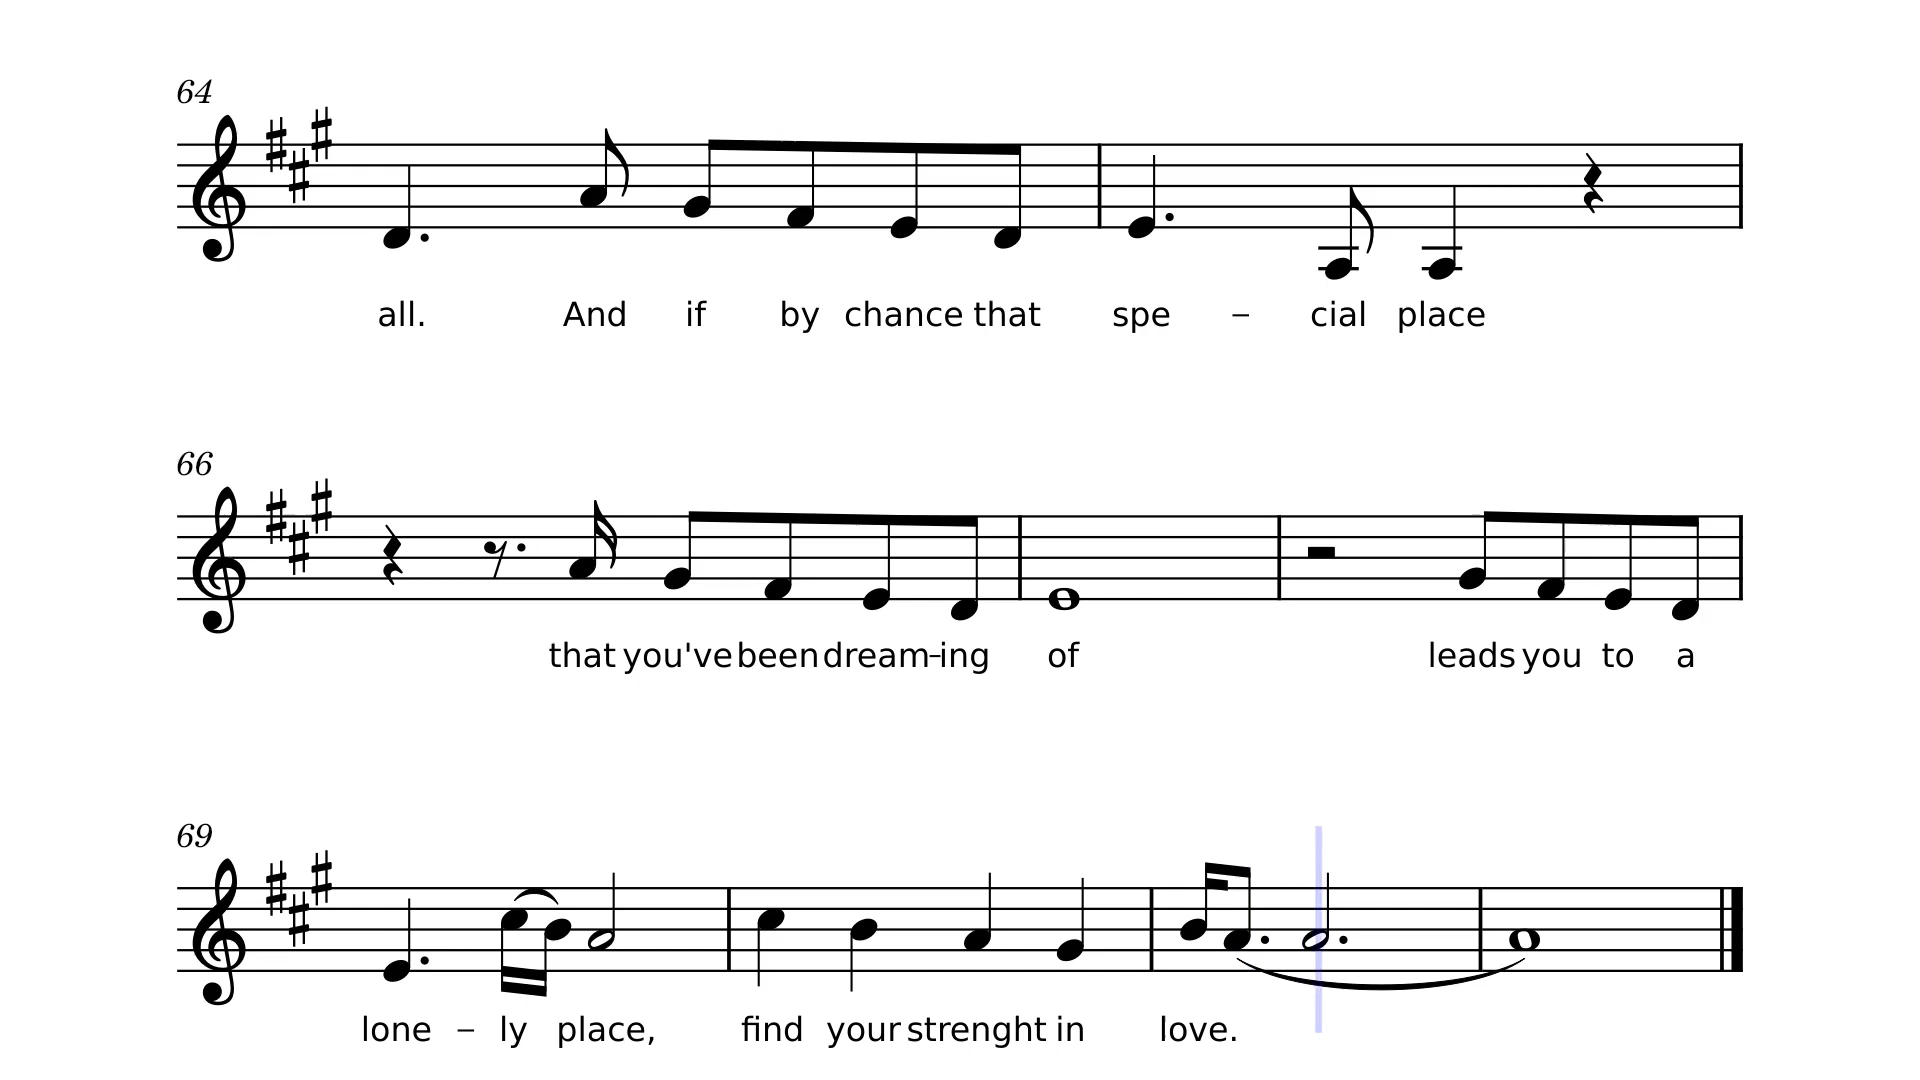 64
all. And if by chance that spe – cial place
66
that you've been dream–ing of leads you to a
69
lone – ly place, find your strenght in love.